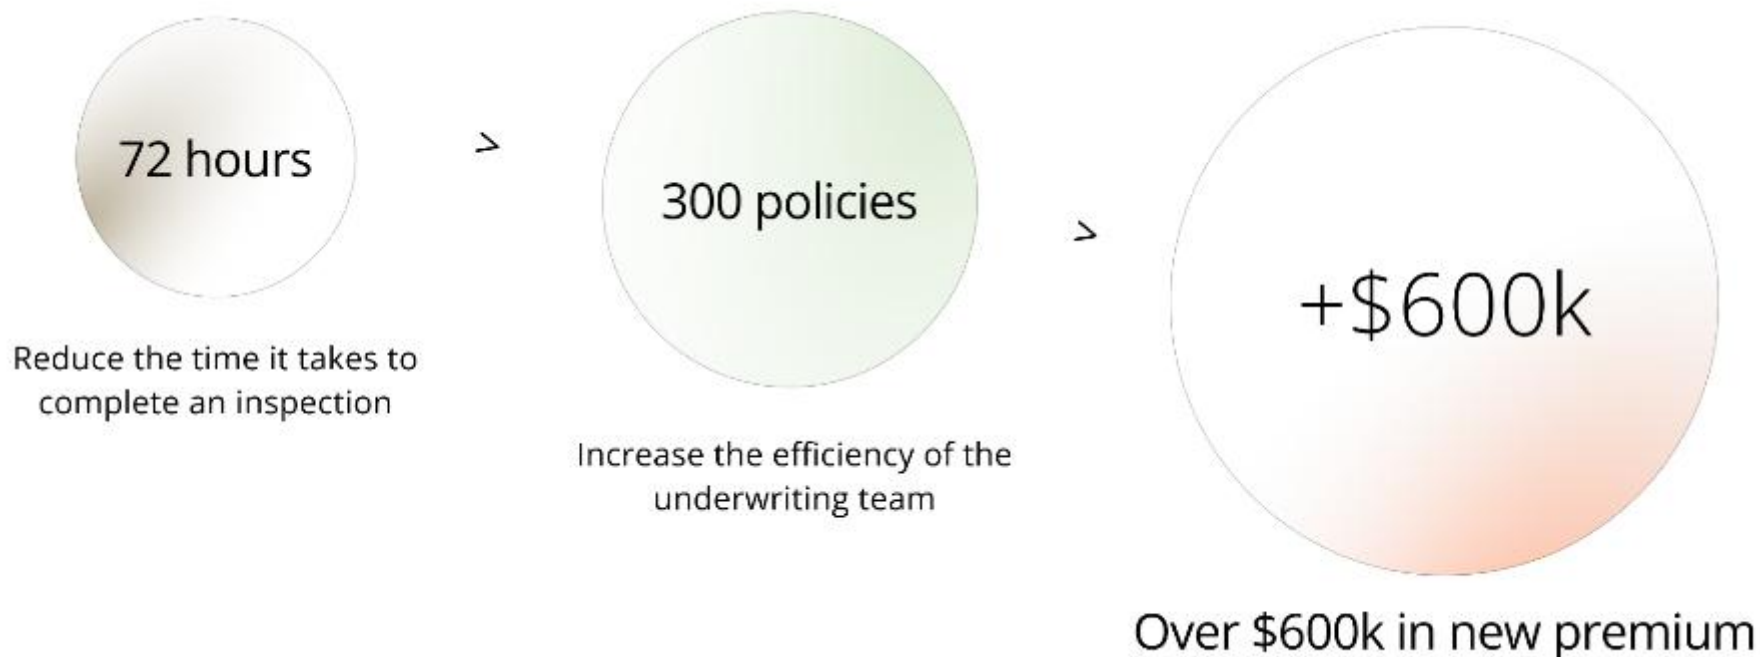 72 hours
>
300 policies
>
+$600k
Reduce the time it takes to
complete an inspection
Increase the efficiency of the
underwriting team
Over $600k in new premium